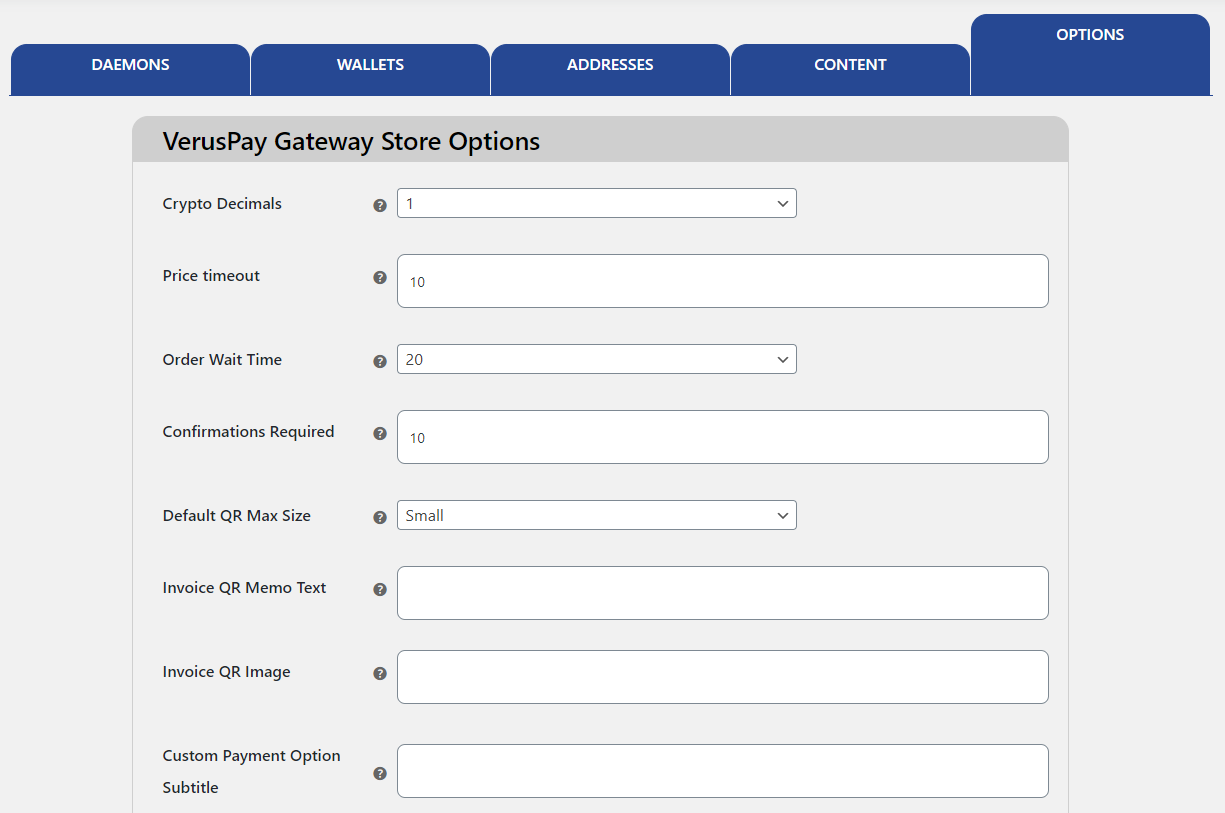 DAEMONS
WALLETS
ADDRESSES
CONTENT
OPTIONS
VerusPay Gateway Store Options
Crypto Decimals ? 1
Price timeout ? 10
Order Wait Time ? 20
Confirmations Required ? 10
Default QR Max Size ? Small
Invoice QR Memo Text ?
Invoice QR Image ?
Custom Payment Option
Subtitle ?